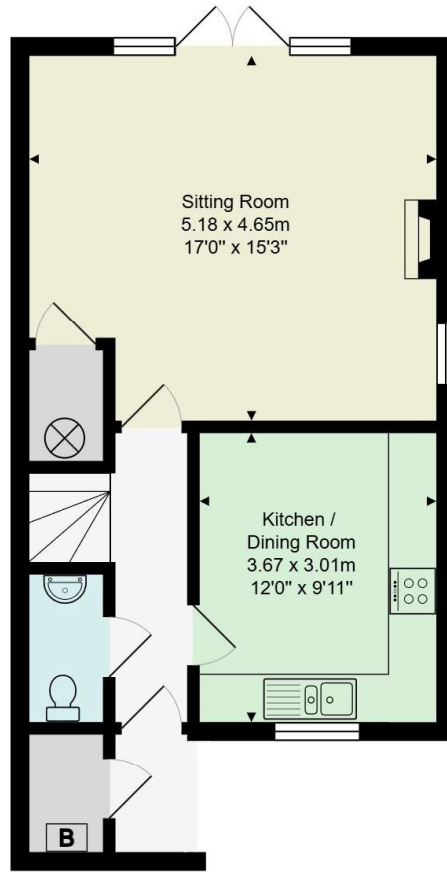 Sitting Room
5.18 x 4.65m
17'0" x 15'3"
Kitchen /
Dining Room
3.67 x 3.01m
12'0" x 9'11"
B